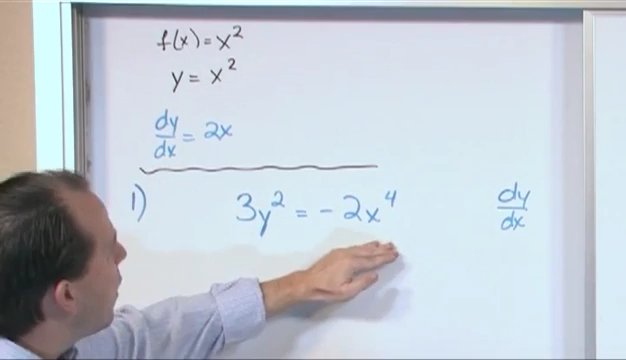 f(x) = x²
y = x²
dy/dx = 2x
1) 3y² = -2x⁴ dy/dx